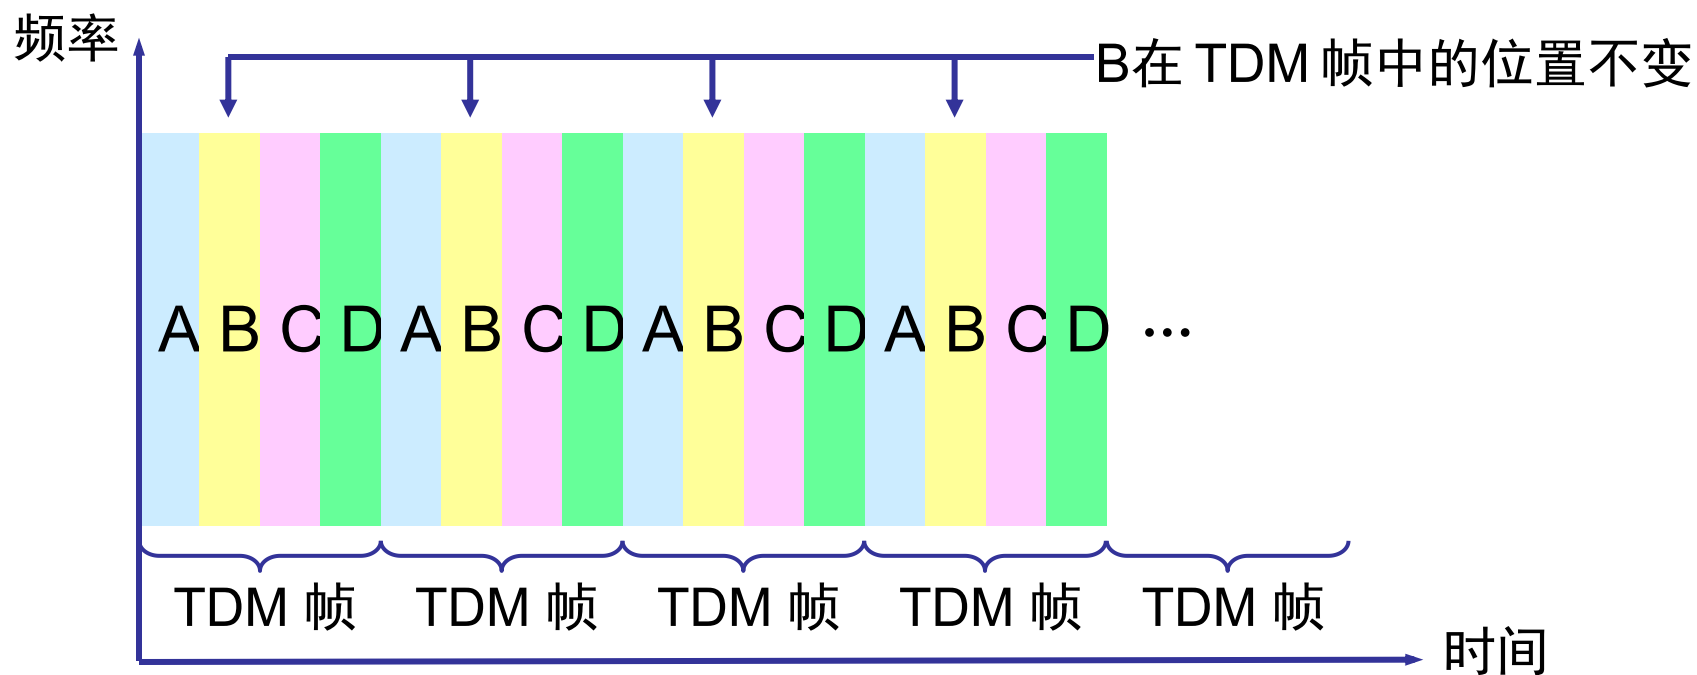 频率
B在 TDM 帧中的位置不变
A B C D A B C D A B C D A B C D ...
TDM 帧 TDM 帧 TDM 帧 TDM 帧 TDM 帧
时间